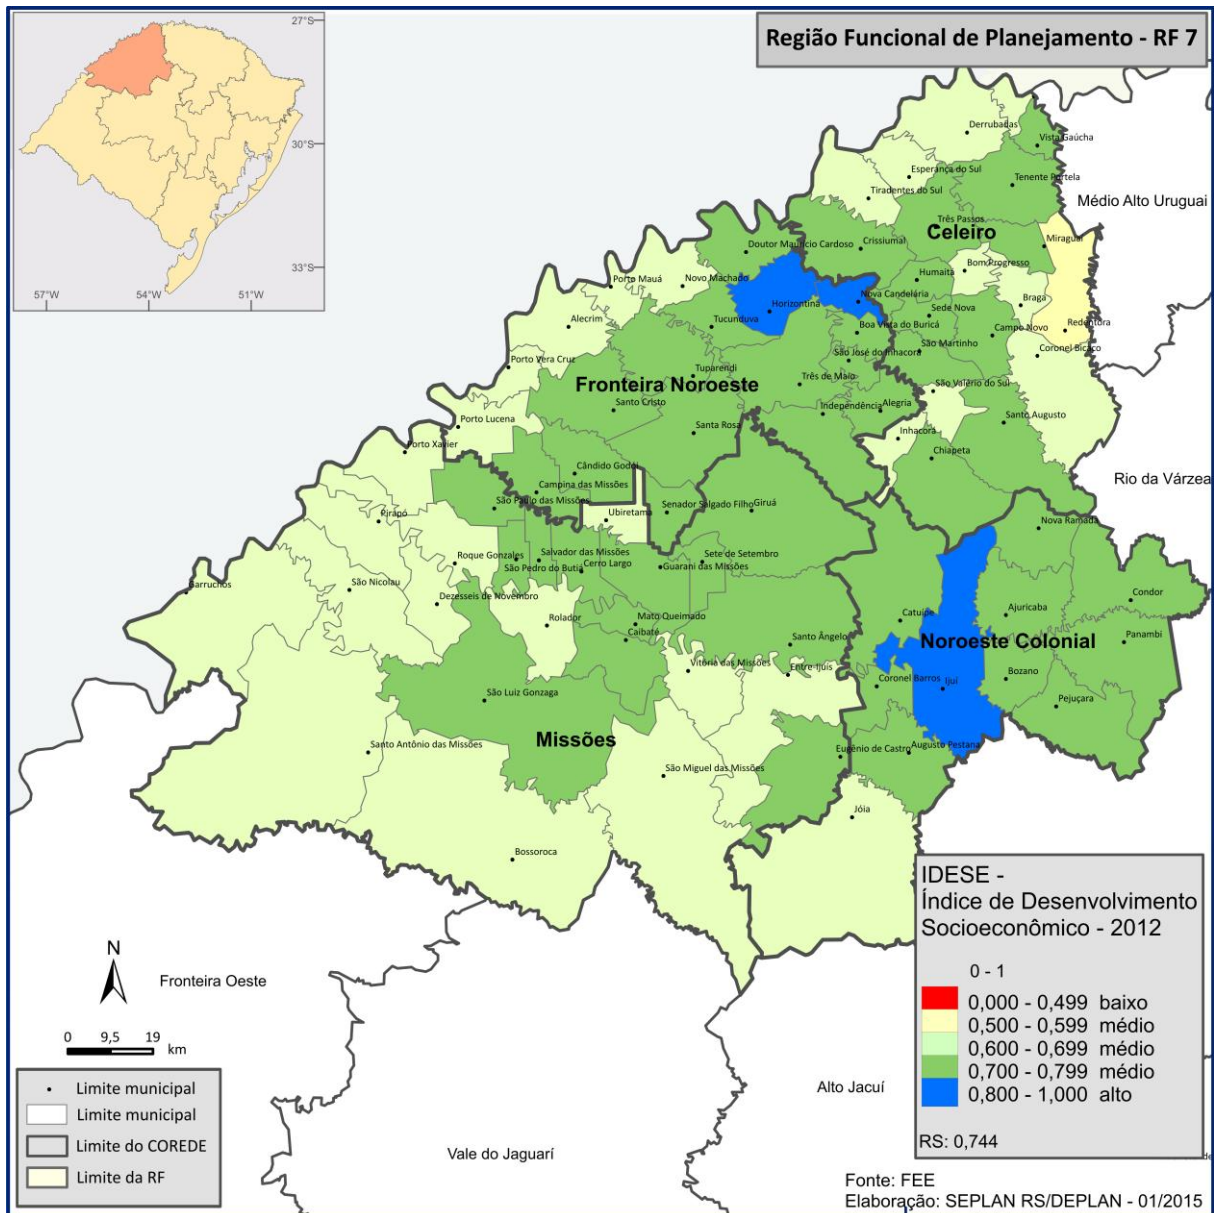 Região Funcional de Planejamento - RF 7
27°S
30°S
33°S
57°W
54°W
51°W
Derrubadas
Vista Gaúcha
Esperança do Sul
Tenente Portela
Tiradentes do Sul
Médio Alto Uruguai
Três Passos
Celeiro
Miraguaí
Doutor Maurício Cardoso
Crissiumal
Bom Progresso
Humaitá
Porto Mauá
Novo Machado
Horizontina
Nova Candelária
Braga
Sede Nova
Redentora
Alecrim
Tucunduva
Boa Vista do Buricá
Campo Novo
São Martinho
Coronel Bicaco
Porto Vera Cruz
São José do Inhacorá
Tuparendi
Fronteira Noroeste
Três de Maio
São Valério do Sul
Santo Cristo
Independência
Alegria
Santo Augusto
Porto Lucena
Santa Rosa
Inhacorá
Porto Xavier
Chiapeta
Cândido Godói
Rio da Várzea
Campina das Missões
São Paulo das Missões
Senador Salgado Filho
Giruá
Ubiretama
Pirapó
Nova Ramada
Roque Gonzales
Salvador das Missões
Sete de Setembro
São Pedro do Butiá
Cerro Largo
Guarani das Missões
Garruchos
São Nicolau
Dezesseis de Novembro
Condor
Rolador
Mato Queimado
Catuípe
Ajuricaba
Caibaté
Santo Ângelo
Noroeste Colonial
Panambi
Vitória das Missões
Entre-Ijuís
Coronel Barros
Ijuí
Bozano
São Luiz Gonzaga
Pejuçara
Missões
Santo Antônio das Missões
Eugênio de Castro
Augusto Pestana
São Miguel das Missões
Jóia
Bossoroca
N
Fronteira Oeste
0 9,5 19
km
Limite municipal
Limite municipal
Limite do COREDE
Limite da RF
Vale do Jaguarí
Alto Jacuí
IDESE -
Índice de Desenvolvimento
Socioeconômico - 2012
0 - 1
0,000 - 0,499 baixo
0,500 - 0,599 médio
0,600 - 0,699 médio
0,700 - 0,799 médio
0,800 - 1,000 alto
RS: 0,744
Fonte: FEE
Elaboração: SEPLAN RS/DEPLAN - 01/2015